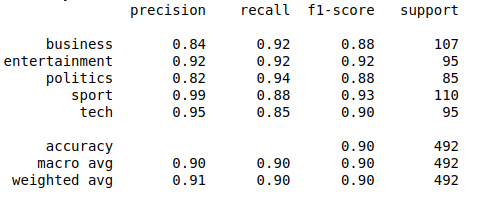 precision recall f1-score support
business 0.84 0.92 0.88 107
entertainment 0.92 0.92 0.92 95
politics 0.82 0.94 0.88 85
sport 0.99 0.88 0.93 110
tech 0.95 0.85 0.90 95
accuracy 0.90 492
macro avg 0.90 0.90 0.90 492
weighted avg 0.91 0.90 0.90 492